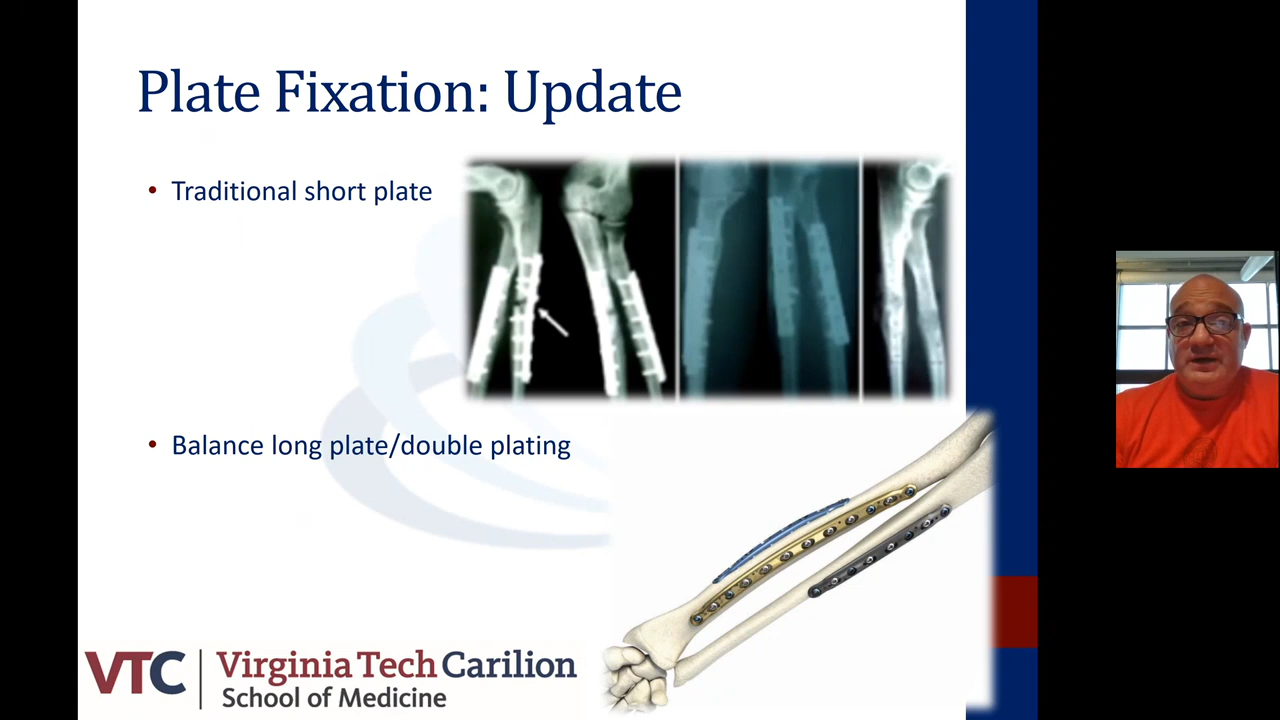 Plate Fixation: Update
• Traditional short plate
• Balance long plate/double plating
VTC
Virginia Tech Carilion
School of Medicine